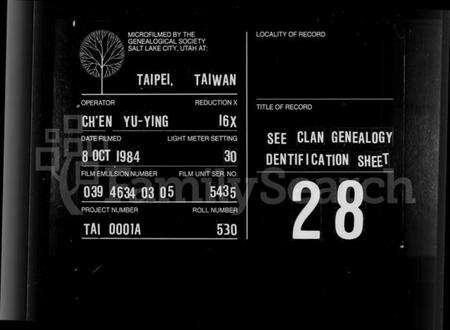 MICROFILMED BY THE
GENEALOGICAL SOCIETY
SALT LAKE CITY, UTAH AT:
TAIPEI, TAIWAN
OPERATOR REDUCTION X
CH'EN YU-YING 16X
DATE FILMED LIGHT METER SETTING
8 OCT 1984 30
FILM EMULSION NUMBER FILM UNIT SER. NO.
039 4634 03 05 5435
PROJECT NUMBER ROLL NUMBER
TAI 0001A 530
LOCALITY OF RECORD
TITLE OF RECORD
SEE CLAN GENEALOGY
DENTIFICATION SHEET
28
FamilySearch